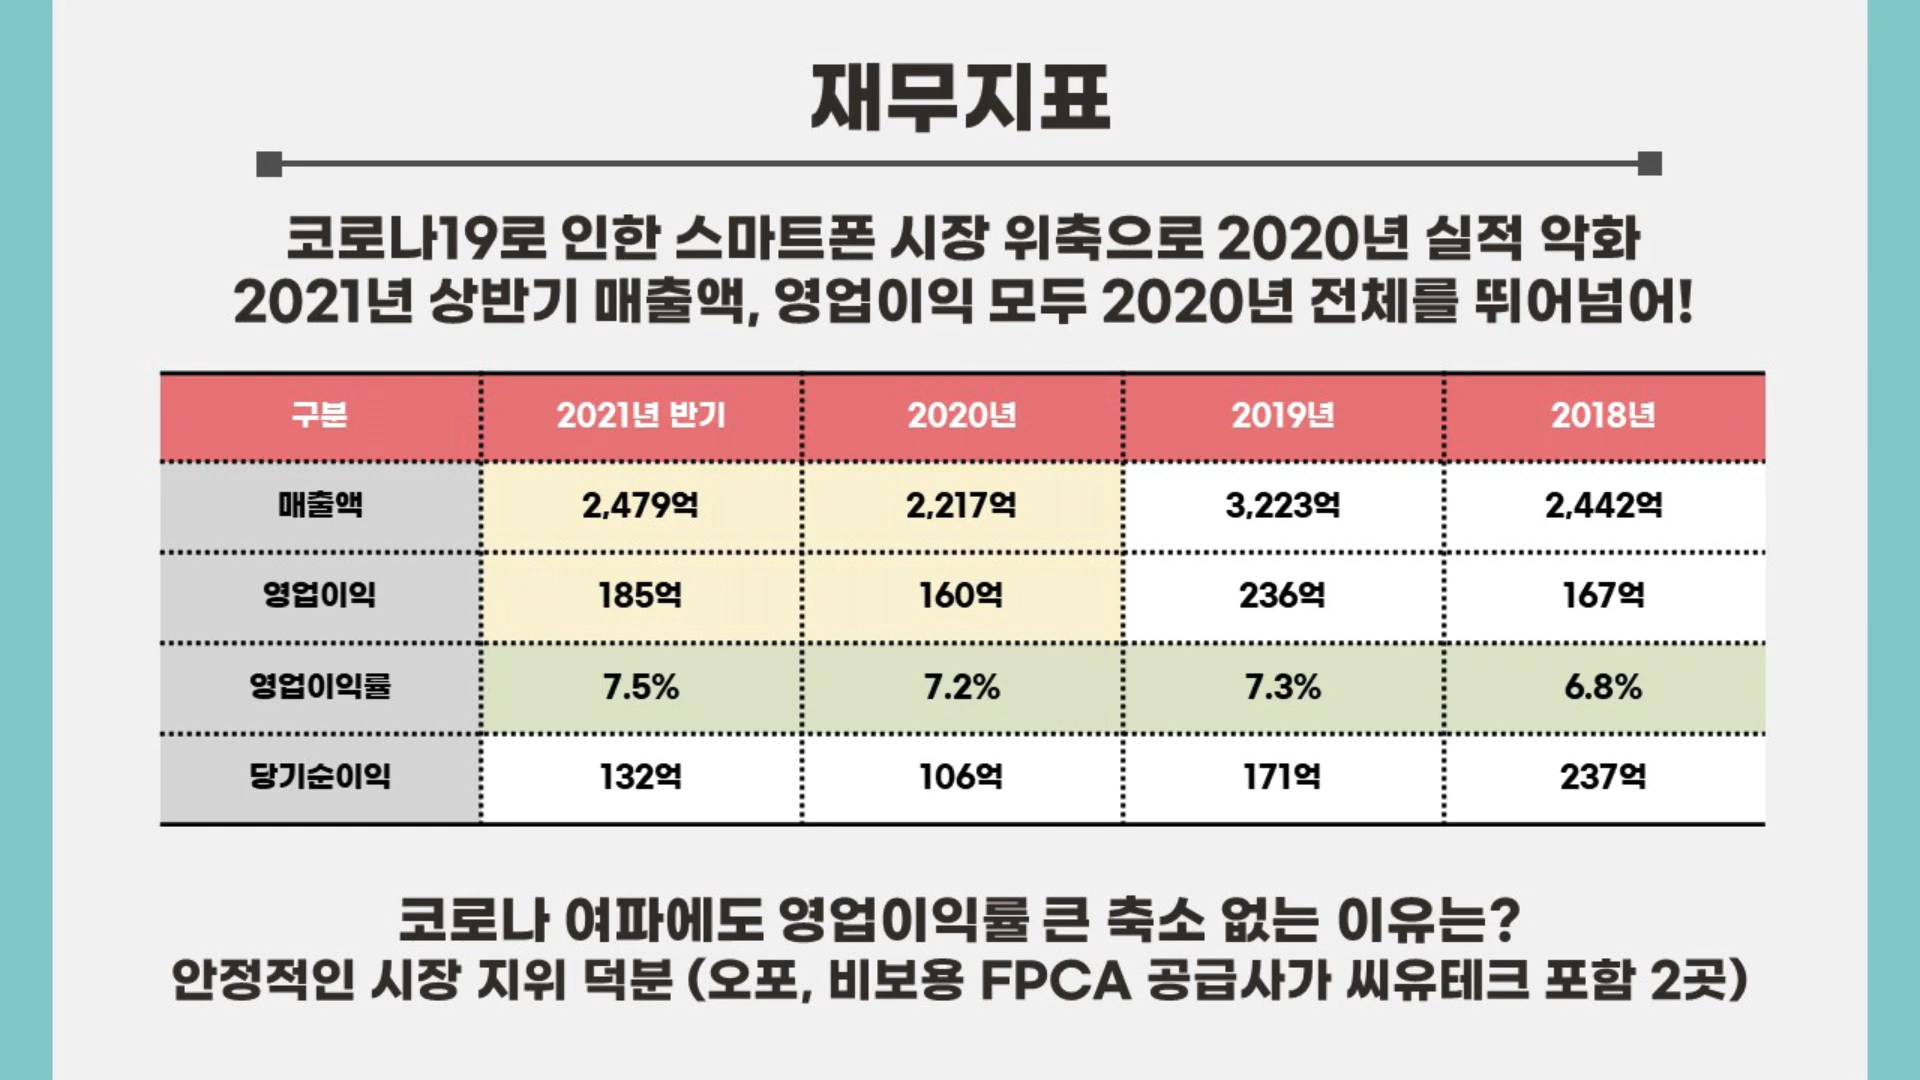 재무지표
코로나19로 인한 스마트폰 시장 위축으로 2020년 실적 악화
2021년 상반기 매출액, 영업이익 모두 2020년 전체를 뛰어넘어!
구분 2021년 반기 2020년 2019년 2018년
매출액 2,479억 2,217억 3,223억 2,442억
영업이익 185억 160억 236억 167억
영업이익률 7.5% 7.2% 7.3% 6.8%
당기순이익 132억 106억 171억 237억
코로나 여파에도 영업이익률 큰 축소 없는 이유는?
안정적인 시장 지위 덕분 (오포, 비보용 FPCA 공급사가 씨유테크 포함 2곳)